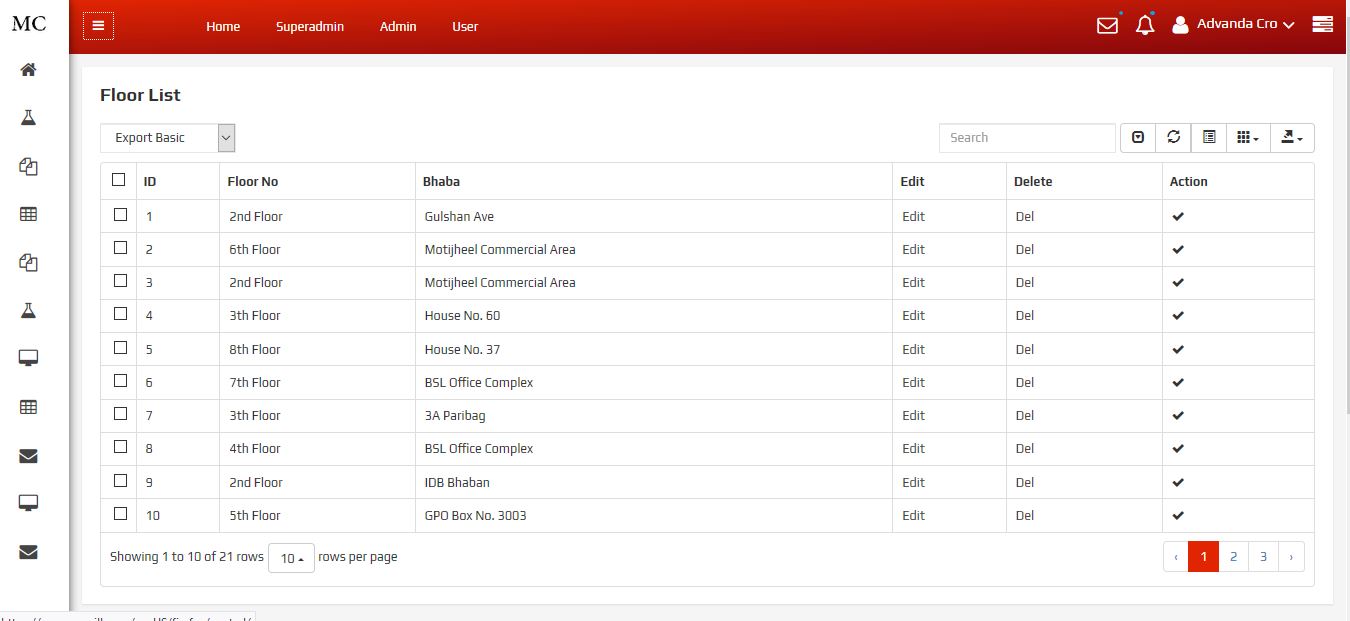 MC
Home Superadmin Admin User Advanda Cro
Floor List
Export Basic Search
ID Floor No Bhaba Edit Delete Action
1 2nd Floor Gulshan Ave Edit Del
2 6th Floor Motijheel Commercial Area Edit Del
3 2nd Floor Motijheel Commercial Area Edit Del
4 3th Floor House No. 60 Edit Del
5 8th Floor House No. 37 Edit Del
6 7th Floor BSL Office Complex Edit Del
7 3th Floor 3A Paribag Edit Del
8 4th Floor BSL Office Complex Edit Del
9 2nd Floor IDB Bhaban Edit Del
10 5th Floor GPO Box No. 3003 Edit Del
Showing 1 to 10 of 21 rows 10 rows per page ‹ 1 2 3 ›